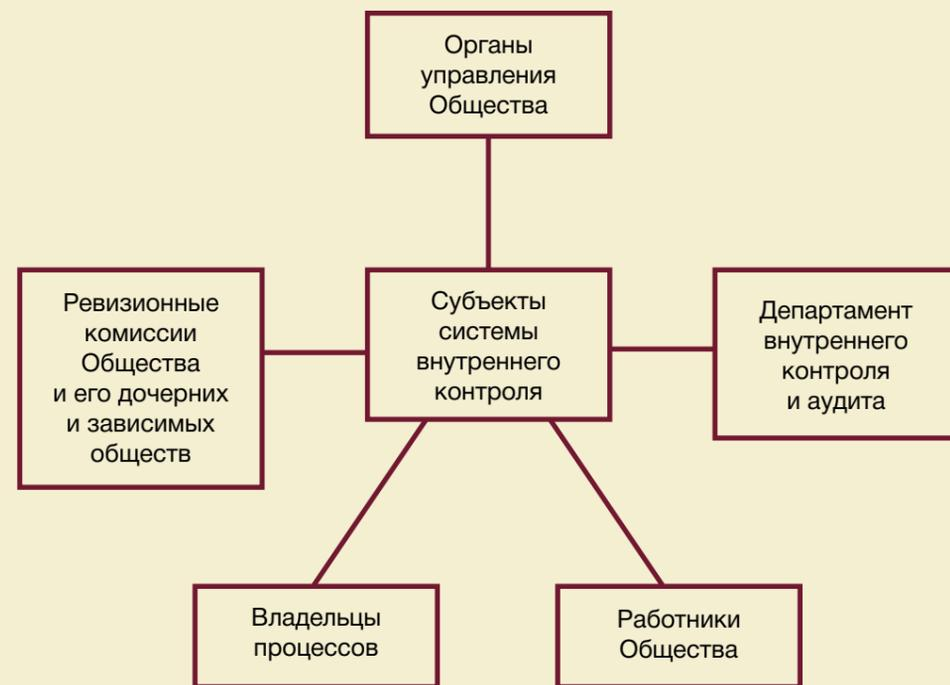 Органы
управления
Общества
Ревизионные
комиссии
Общества
и его дочерних
и зависимых
обществ
Субъекты
системы
внутреннего
контроля
Департамент
внутреннего
контроля
и аудита
Владельцы
процессов
Работники
Общества